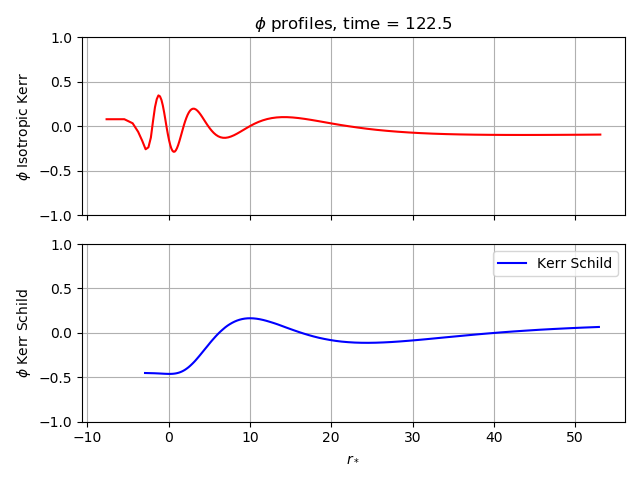 ϕ profiles, time = 122.5
1.0
0.5
0.0
−0.5
−1.0
ϕ Isotropic Kerr
1.0
0.5
0.0
−0.5
−1.0
ϕ Kerr Schild
Kerr Schild
−10 0 10 20 30 40 50
r*